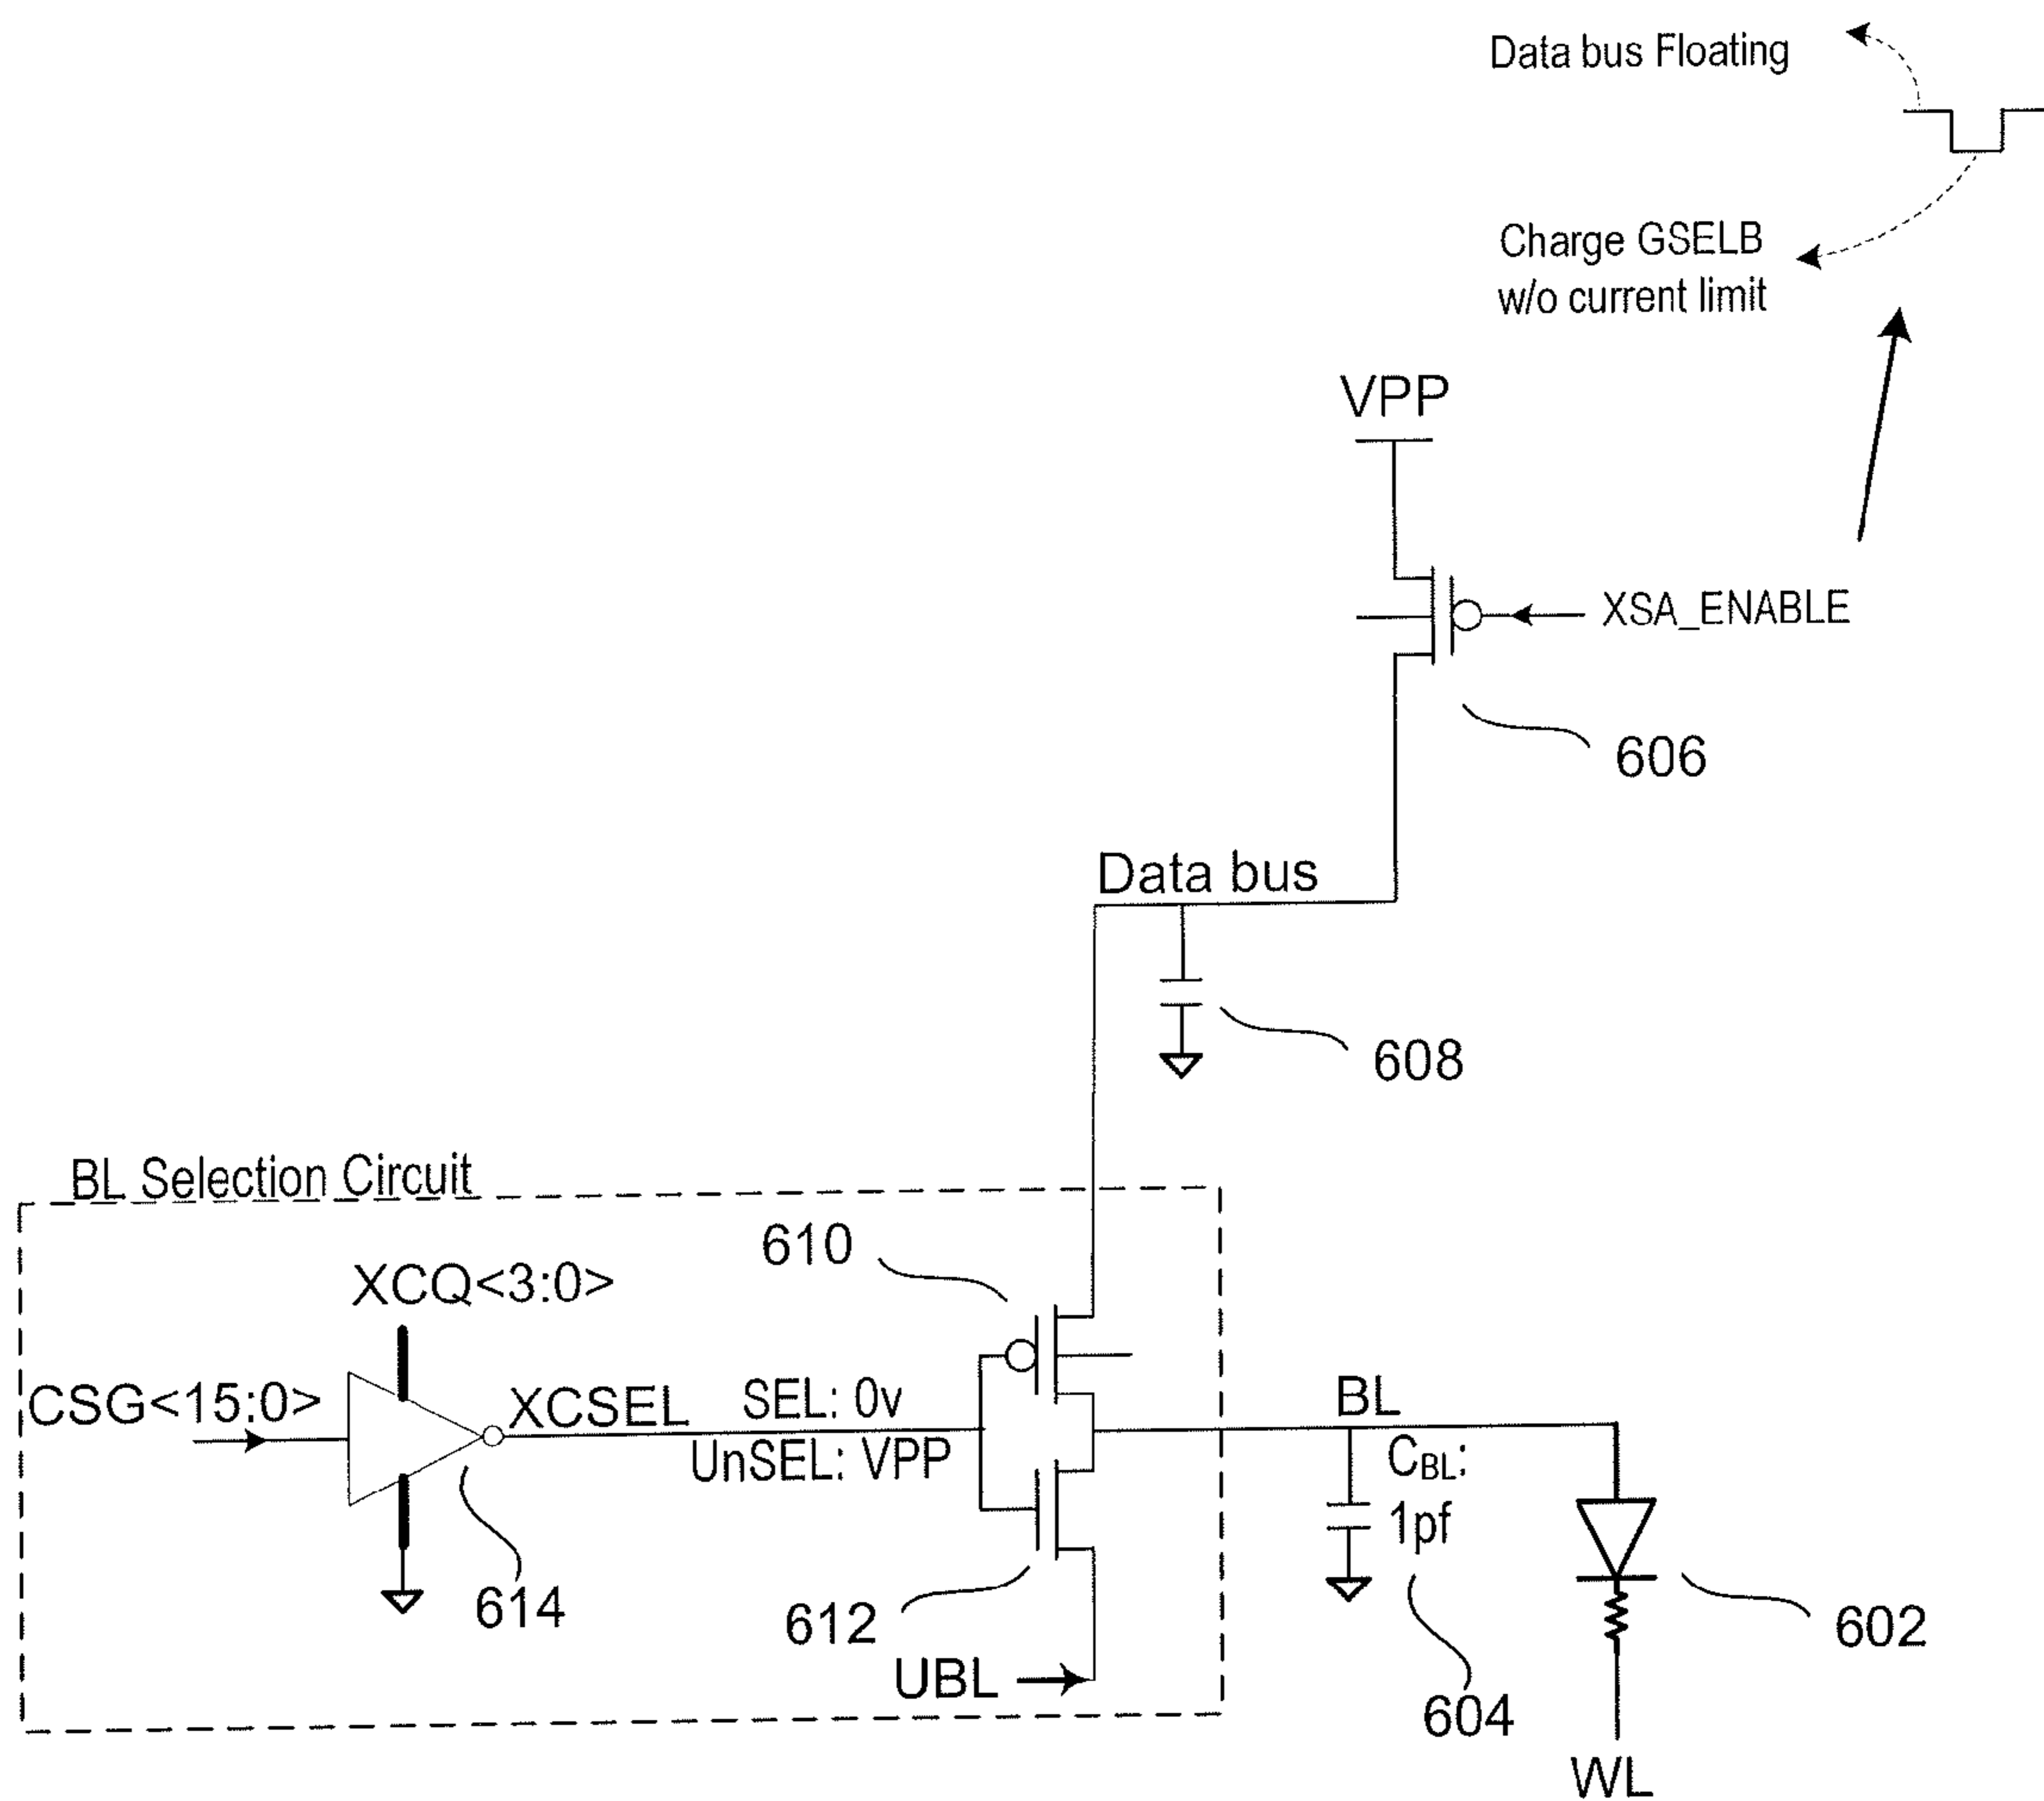 Data bus Floating
Charge GSELB
w/o current limit
VPP
XSA_ENABLE
606
Data bus
608
BL Selection Circuit
610
XCQ<3:0>
CSG<15:0>
XCSEL
SEL: 0v
UnSEL: VPP
BL
CBL:
1pf
614
612
602
UBL
604
WL